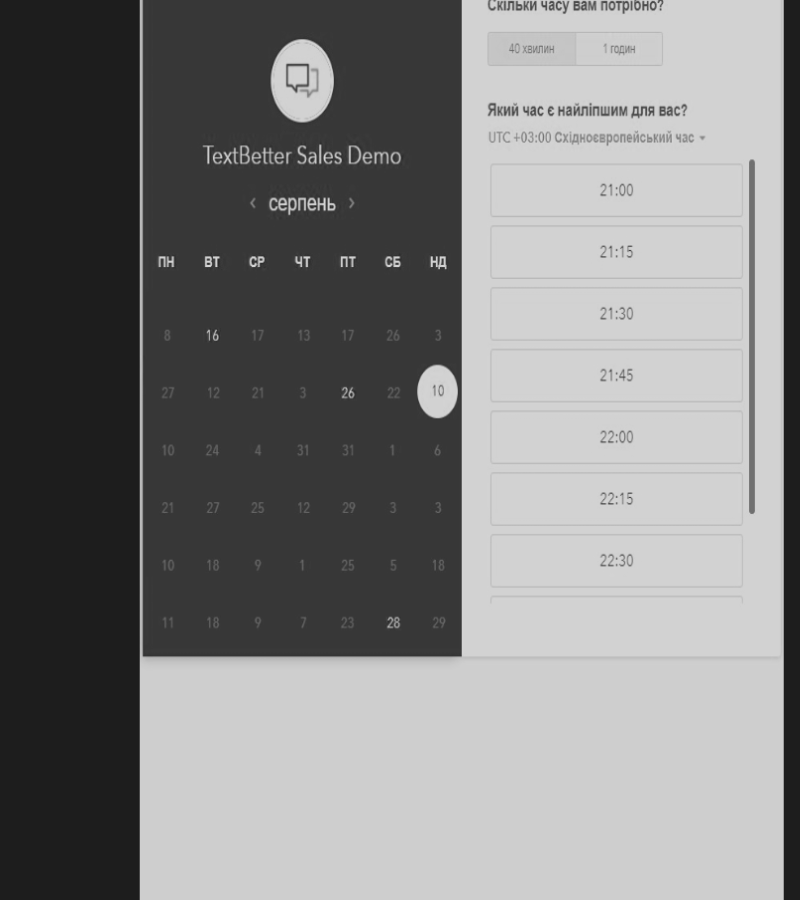 TextBetter Sales Demo
‹ серпень ›
ПН ВТ СР ЧТ ПТ СБ НД
8 16 17 13 17 26 3
27 12 21 3 26 22 10
10 24 4 31 31 1 6
21 27 25 12 29 3 3
10 18 9 1 25 5 18
11 18 9 7 23 28 29
Скільки часу вам потрібно?
40 хвилин 1 годин
Який час є найліпшим для вас?
UTC +03:00 Східноєвропейський час
21:00
21:15
21:30
21:45
22:00
22:15
22:30